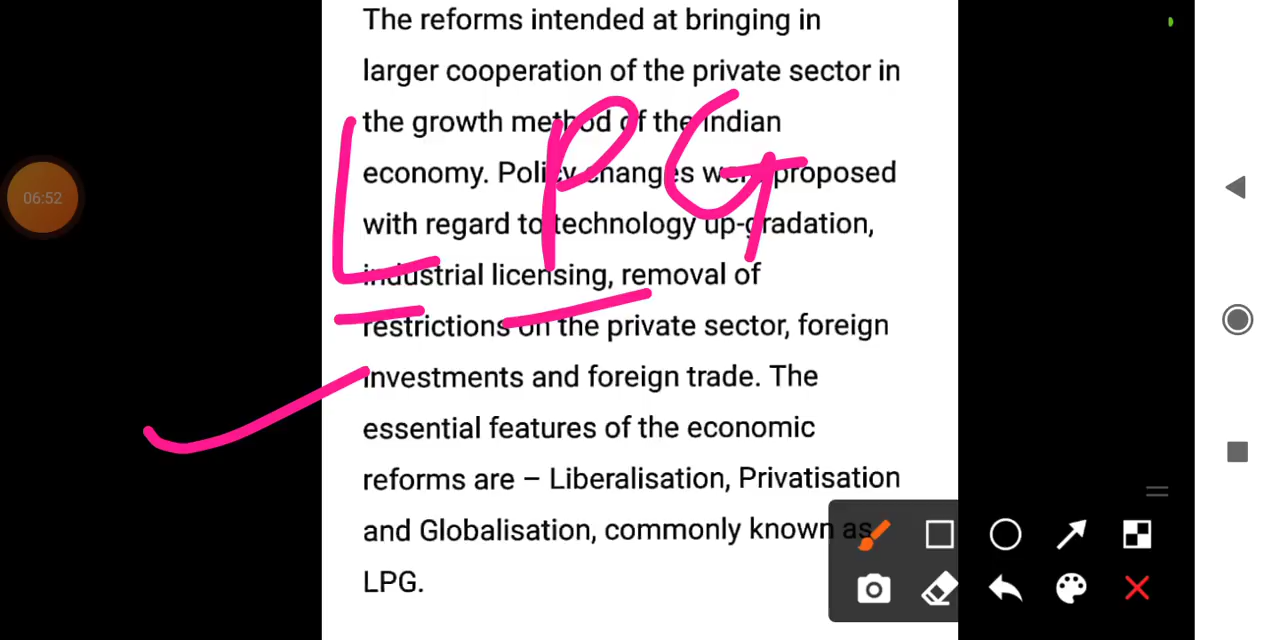 The reforms intended at bringing in
larger cooperation of the private sector in
the growth method of the Indian
economy. Policy changes were proposed
with regard to technology up-gradation,
industrial licensing, removal of
restrictions on the private sector, foreign
investments and foreign trade. The
essential features of the economic
reforms are – Liberalisation, Privatisation
and Globalisation, commonly known as
LPG.
L P G
06:52